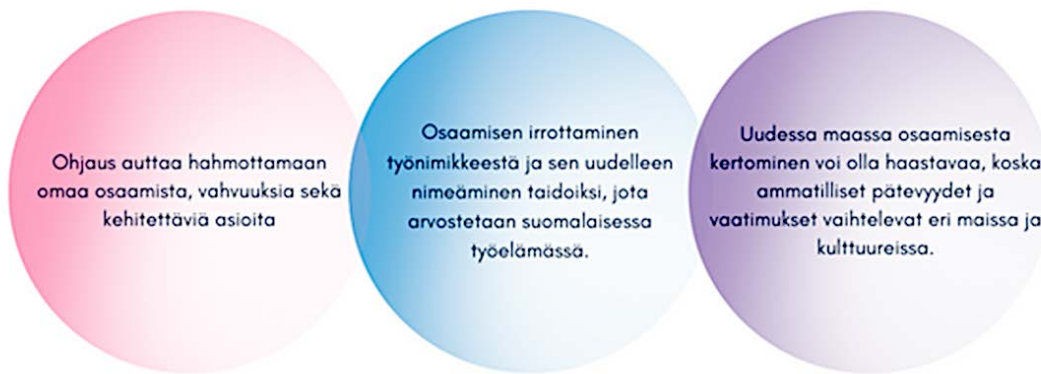 Ohjaus auttaa hahmottamaan
omaa osaamista, vahvuuksia sekä
kehitettäviä asioita
Osaamisen irrottaminen
työnimikkeestä ja sen uudelleen
nimeäminen taidoiksi, jota
arvostetaan suomalaisessa
työelämässä.
Uudessa maassa osaamisesta
kertominen voi olla haastavaa, koska
ammatilliset pätevyydet ja
vaatimukset vaihtelevat eri maissa ja
kulttuureissa.